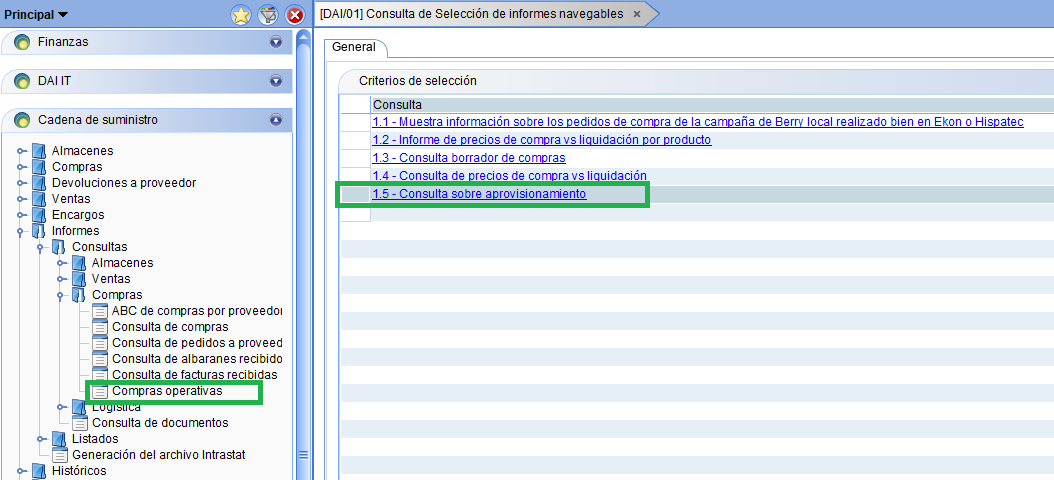 Principal
Finanzas
DAI IT
Cadena de suministro
Almacenes
Compras
Devoluciones a proveedor
Ventas
Encargos
Informes
Consultas
Almacenes
Ventas
Compras
ABC de compras por proveedor
Consulta de compras
Consulta de pedidos a proveed
Consulta de albaranes recibido
Consulta de facturas recibidas
Compras operativas
Logística
Consulta de documentos
Listados
Generación del archivo Intrastat
Históricos
[DAI/01] Consulta de Selección de informes navegables
General
Criterios de selección
Consulta
1.1 - Muestra información sobre los pedidos de compra de la campaña de Berry local realizado bien en Ekon o Hispatec
1.2 - Informe de precios de compra vs liquidación por producto
1.3 - Consulta borrador de compras
1.4 - Consulta de precios de compra vs liquidación
1.5 - Consulta sobre aprovisionamiento